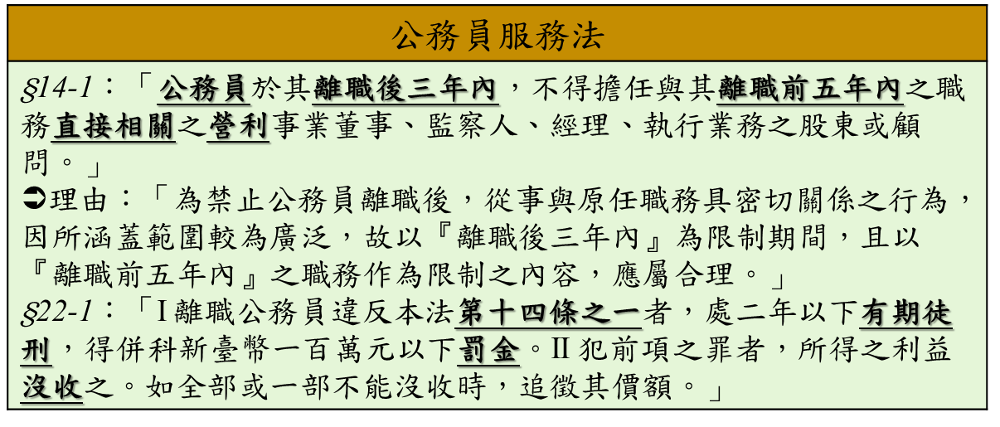 公務員服務法
§14-1：「公務員於其離職後三年內，不得擔任與其離職前五年內之職
務直接相關之營利事業董事、監察人、經理、執行業務之股東或顧
問。」
➲理由：「為禁止公務員離職後，從事與原任職務具密切關係之行為，
因所涵蓋範圍較為廣泛，故以『離職後三年內』為限制期間，且以
『離職前五年內』之職務作為限制之內容，應屬合理。」
§22-1：「I離職公務員違反本法第十四條之一者，處二年以下有期徒
刑，得併科新臺幣一百萬元以下罰金。II犯前項之罪者，所得之利益
沒收之。如全部或一部不能沒收時，追徵其價額。」